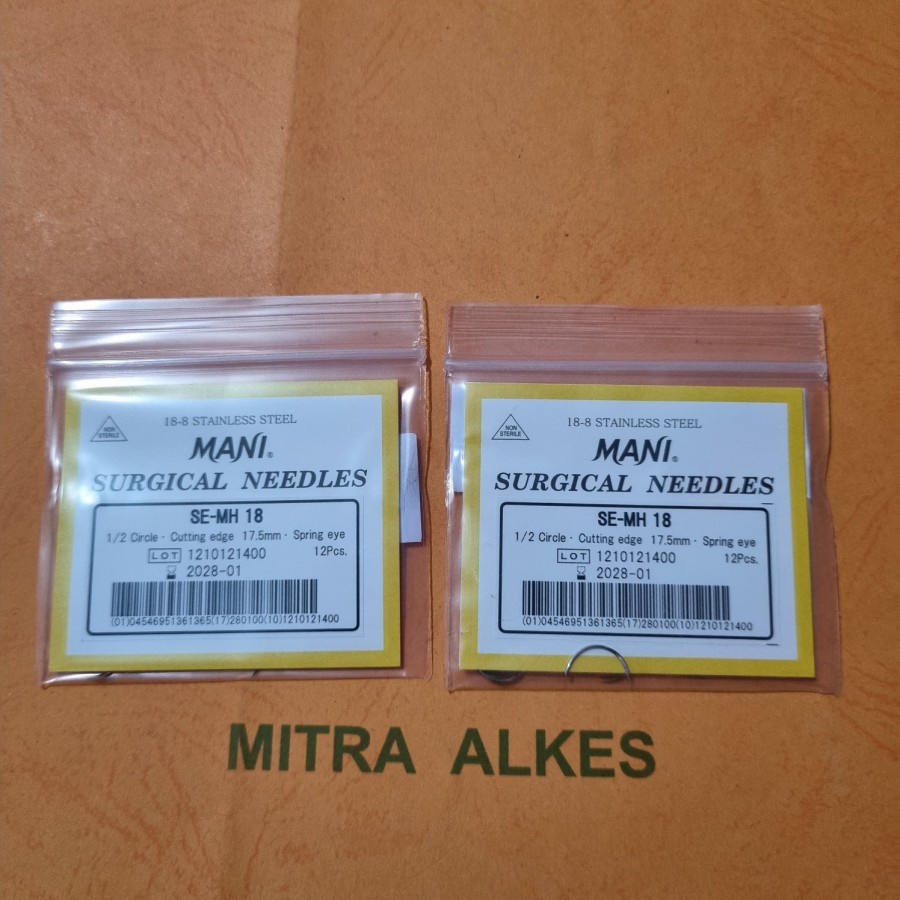 NON
STERILE
18-8 STAINLESS STEEL
MANI®
SURGICAL NEEDLES
SE-MH 18
1/2 Circle · Cutting edge 17.5mm · Spring eye
LOT 1210121400 12Pcs.
2028-01
(01)04546951361365(17)280100(10)1210121400
NON
STERILE
18-8 STAINLESS STEEL
MANI®
SURGICAL NEEDLES
SE-MH 18
1/2 Circle · Cutting edge 17.5mm · Spring eye
LOT 1210121400 12Pcs.
2028-01
(01)04546951361365(17)280100(10)1210121400
MITRA ALKES